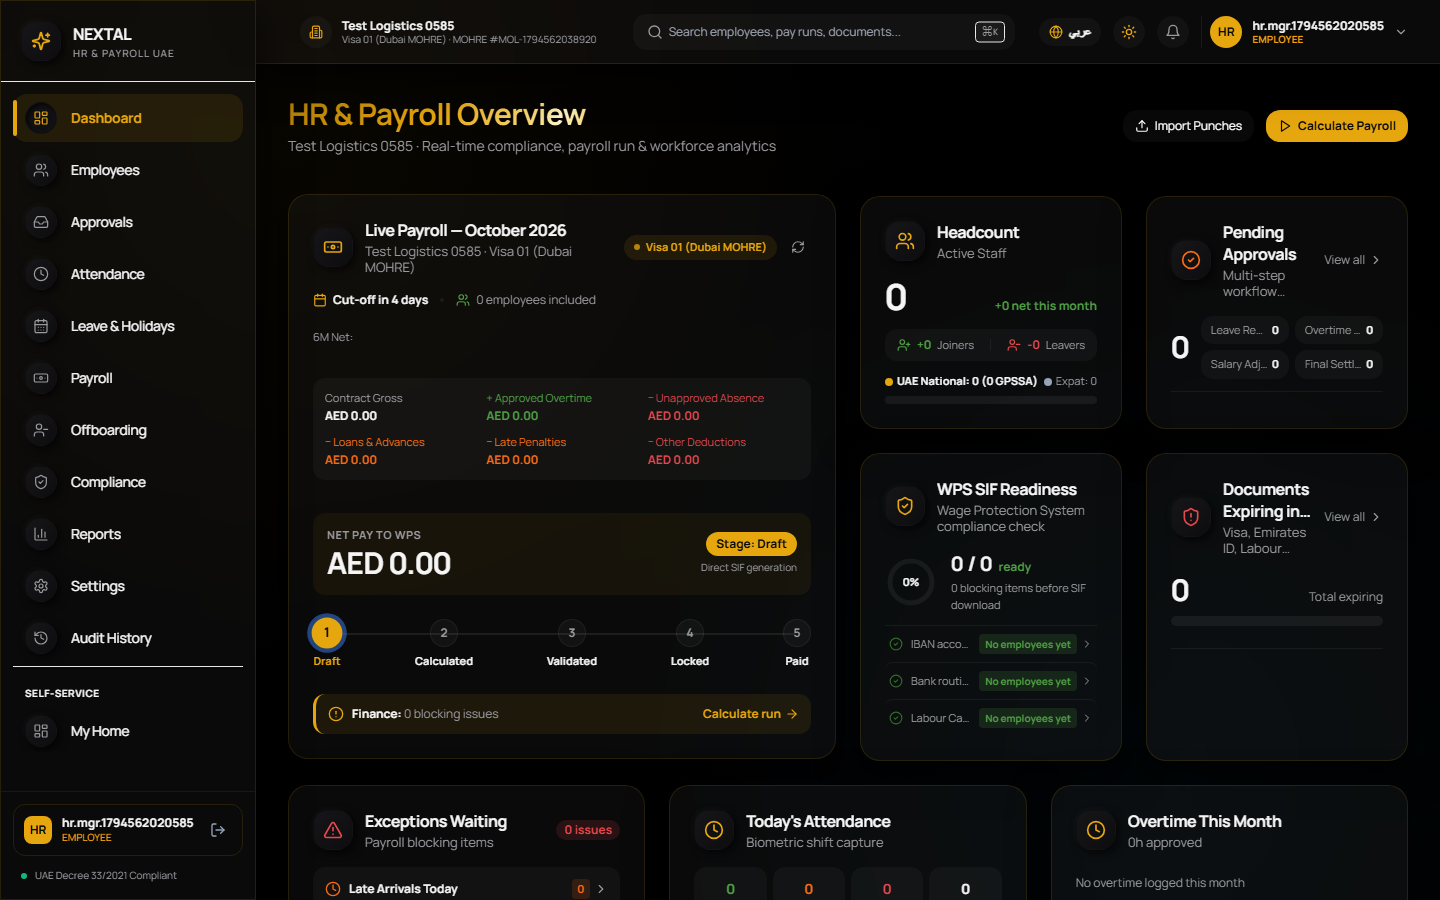 NEXTAL
HR & PAYROLL UAE
Dashboard
Employees
Approvals
Attendance
Leave & Holidays
Payroll
Offboarding
Compliance
Reports
Settings
Audit History
SELF-SERVICE
My Home
HR
hr.mgr.1794562020585
EMPLOYEE
UAE Decree 33/2021 Compliant
Test Logistics 0585
Visa 01 (Dubai MOHRE) · MOHRE #MOL-1794562038920
Search employees, pay runs, documents...
⌘K
عربي
HR
hr.mgr.1794562020585
EMPLOYEE
HR & Payroll Overview
Test Logistics 0585 · Real-time compliance, payroll run & workforce analytics
Import Punches
Calculate Payroll
Live Payroll — October 2026
Test Logistics 0585 · Visa 01 (Dubai
MOHRE)
Visa 01 (Dubai MOHRE)
Cut-off in 4 days
0 employees included
6M Net:
Contract Gross
AED 0.00
+ Approved Overtime
AED 0.00
− Unapproved Absence
AED 0.00
− Loans & Advances
AED 0.00
− Late Penalties
AED 0.00
− Other Deductions
AED 0.00
NET PAY TO WPS
AED 0.00
Stage: Draft
Direct SIF generation
1
Draft
2
Calculated
3
Validated
4
Locked
5
Paid
Finance: 0 blocking issues
Calculate run
Headcount
Active Staff
0
+0 net this month
+0 Joiners
-0 Leavers
UAE National: 0 (0 GPSSA)
Expat: 0
Pending
Approvals
Multi-step
workflow...
View all
0
Leave Re... 0
Overtime ... 0
Salary Adj... 0
Final Settl... 0
WPS SIF Readiness
Wage Protection System
compliance check
0%
0 / 0 ready
0 blocking items before SIF
download
IBAN acco... No employees yet
Bank routi... No employees yet
Labour Ca... No employees yet
Documents
Expiring in...
Visa, Emirates
ID, Labour...
View all
0
Total expiring
Exceptions Waiting
Payroll blocking items
0 issues
Late Arrivals Today
0
Today's Attendance
Biometric shift capture
0
0
0
0
Overtime This Month
0h approved
No overtime logged this month